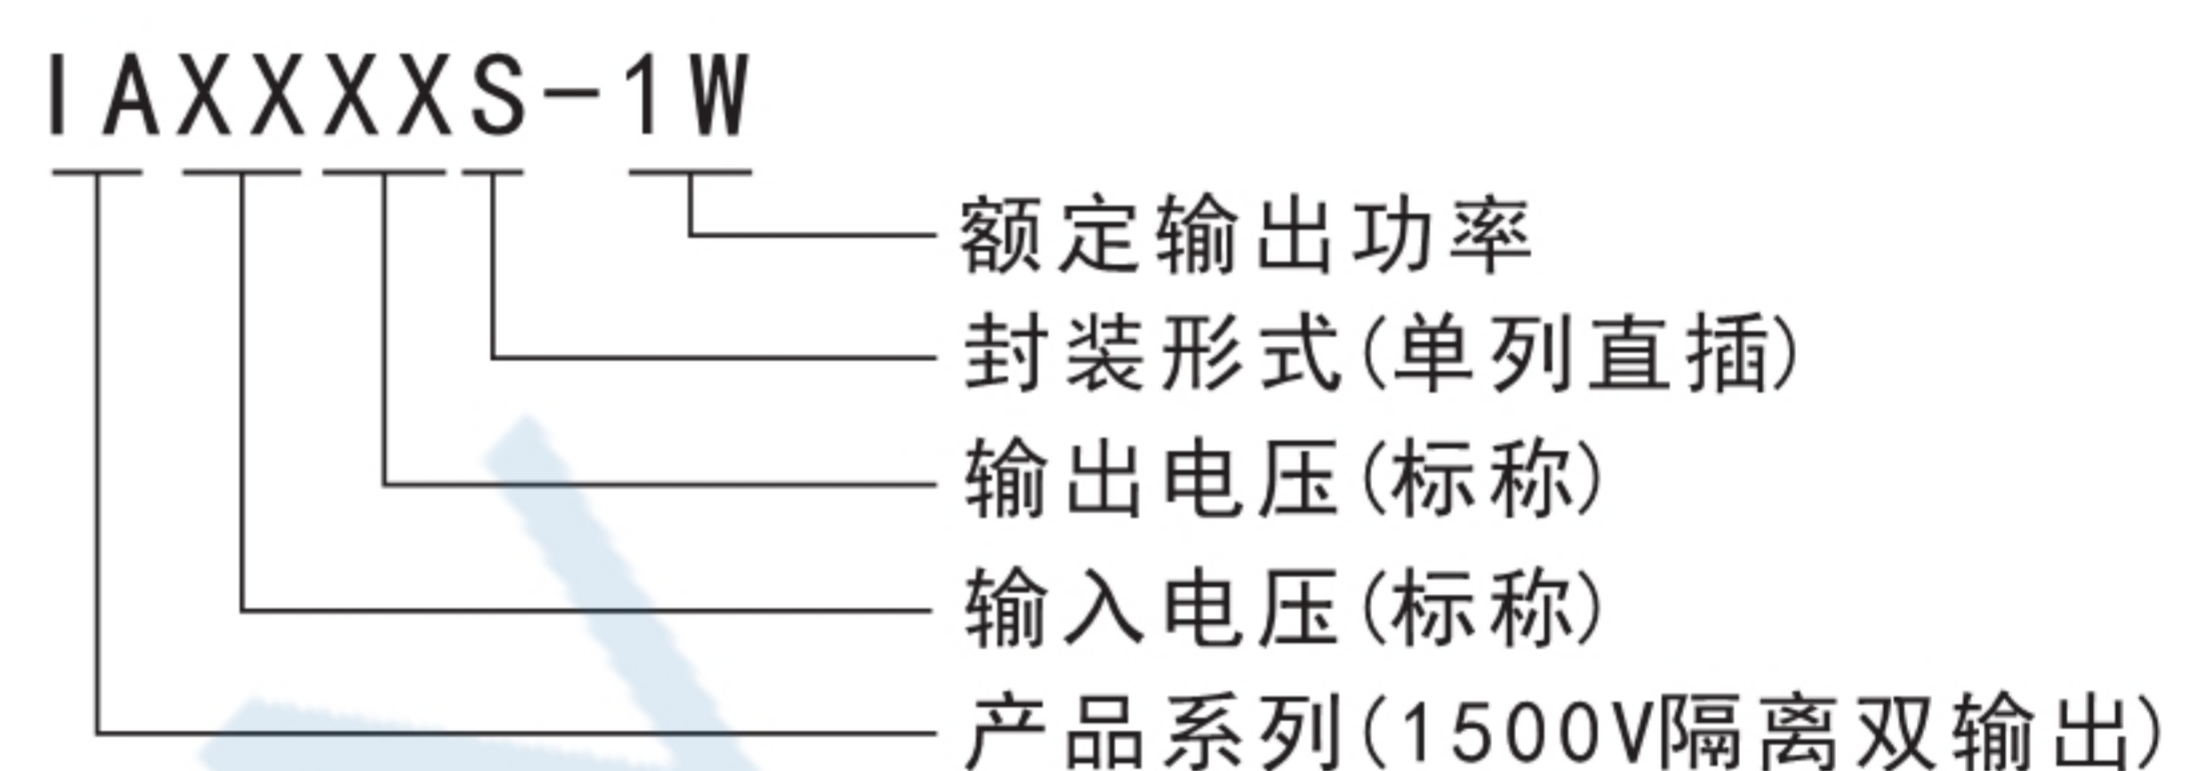 IAXXXXS-1W
额定输出功率
封装形式(单列直插)
输出电压(标称)
输入电压(标称)
产品系列(1500V隔离双输出)